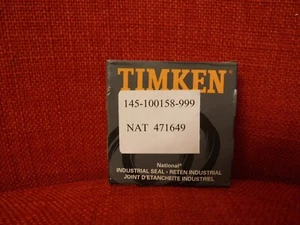 TIMKEN®
145-100158-999
NAT 471649
National®
INDUSTRIAL SEAL • RETEN INDUSTRIAL
JOINT D'ETANCHEITE INDUSTRIEL